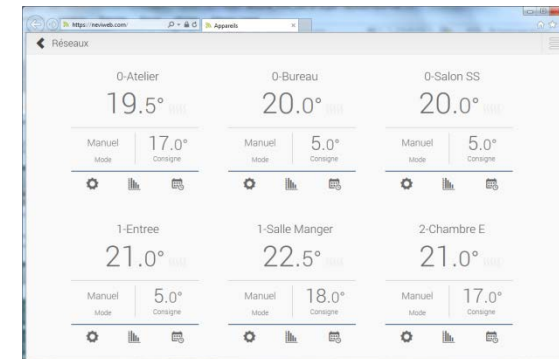 https://neviweb.com/
Appareils
Réseaux
0-Atelier
19.5°
Manuel
Mode
17.0°
Consigne
0-Bureau
20.0°
Manuel
Mode
5.0°
Consigne
0-Salon SS
20.0°
Manuel
Mode
5.0°
Consigne
1-Entree
21.0°
Manuel
Mode
5.0°
Consigne
1-Salle Manger
22.5°
Manuel
Mode
18.0°
Consigne
2-Chambre E
21.0°
Manuel
Mode
17.0°
Consigne